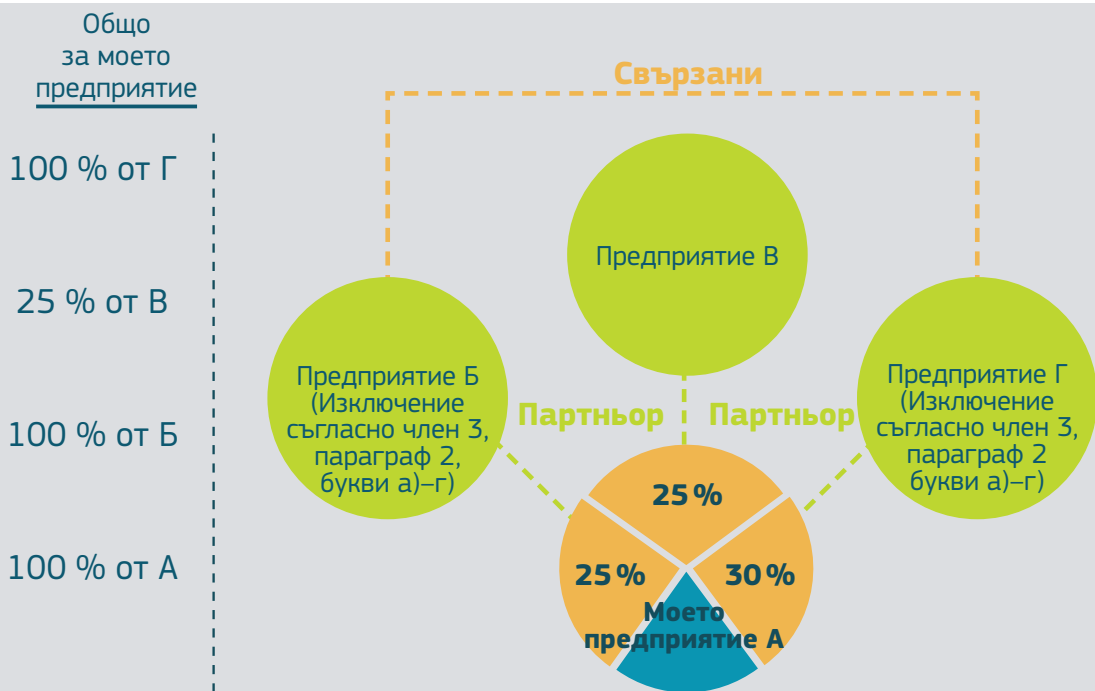 Общо
за моето
предприятие
100 % от Г
25 % от В
100 % от Б
100 % от А
Свързани
Предприятие В
Предприятие Б
(Изключение
съгласно член 3,
параграф 2,
букви а)–г)
Партньор
Партньор
Предприятие Г
(Изключение
съгласно член 3,
параграф 2
букви а)–г)
25 %
25 %
30 %
Моето
предприятие А